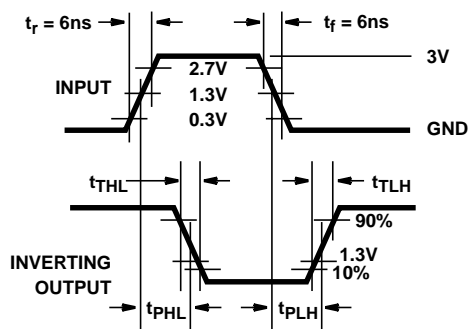 tr = 6ns
tf = 6ns
3V
2.7V
INPUT
1.3V
0.3V
GND
tTHL
tTLH
90%
1.3V
INVERTING
OUTPUT
10%
tPHL
tPLH